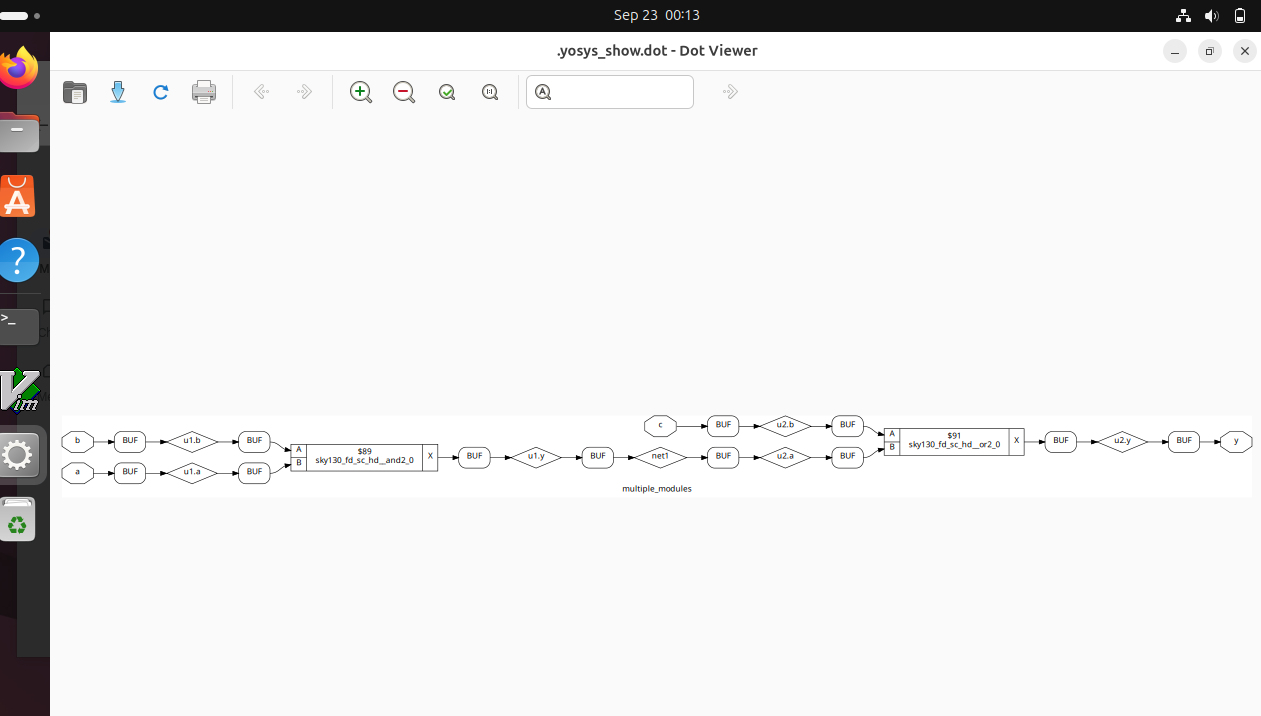 Sep 23 00:13
.yosys_show.dot - Dot Viewer
c BUF u2.b BUF
b BUF u1.b BUF
A
B
$89
sky130_fd_sc_hd__and2_0
X
BUF u1.y BUF net1 BUF u2.a BUF
a BUF u1.a BUF
A
B
$91
sky130_fd_sc_hd__or2_0
X
BUF u2.y BUF y
multiple_modules
>_
Vim